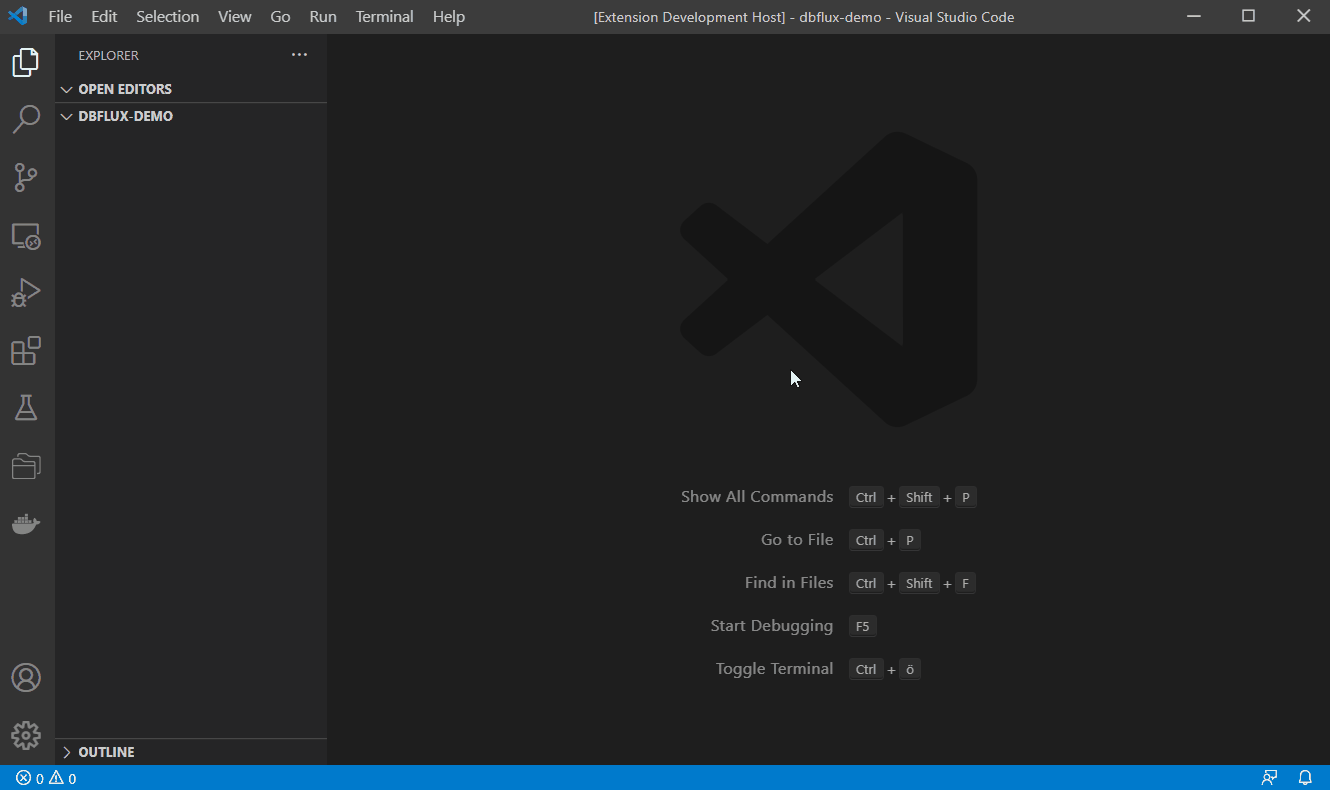 File Edit Selection View Go Run Terminal Help [Extension Development Host] - dbflux-demo - Visual Studio Code
EXPLORER
OPEN EDITORS
DBFLUX-DEMO
Show All Commands Ctrl + Shift + P
Go to File Ctrl + P
Find in Files Ctrl + Shift + F
Start Debugging F5
Toggle Terminal Ctrl + ö
OUTLINE
0 0